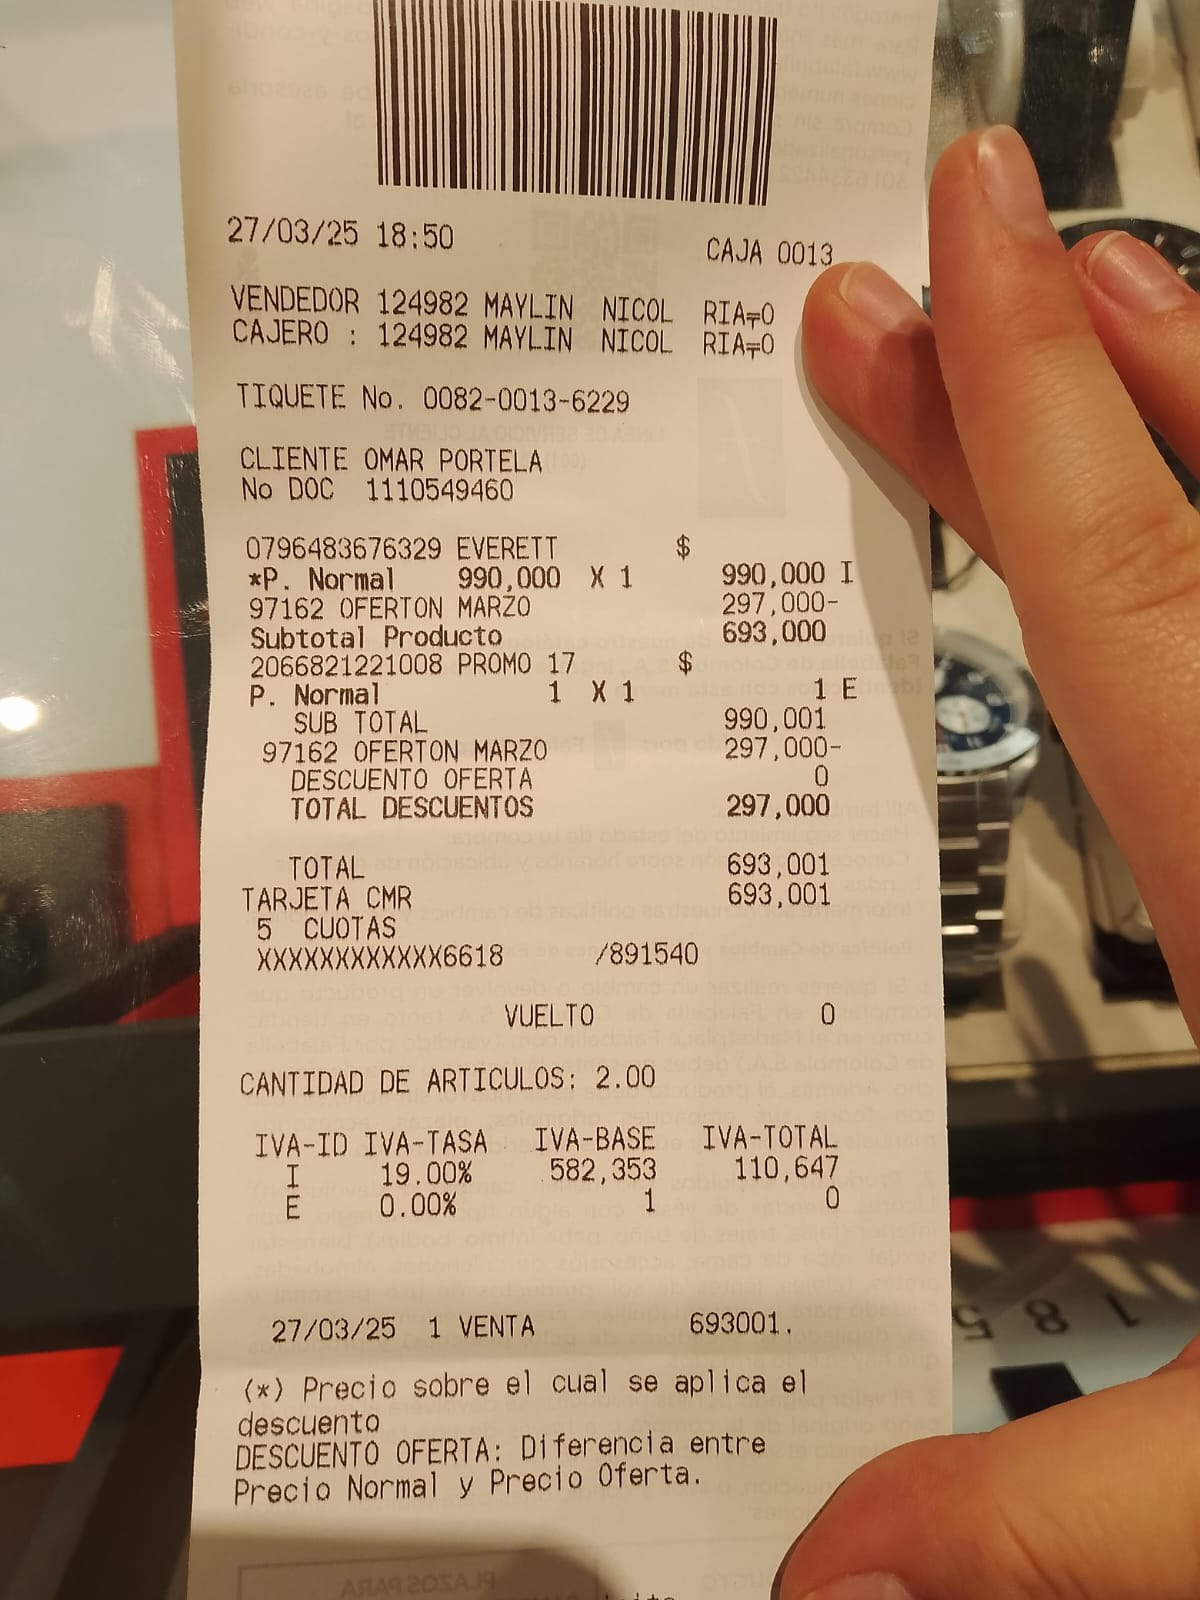 27/03/25 18:50 CAJA 0013
VENDEDOR 124982 MAYLIN NICOL RIA=0
CAJERO : 124982 MAYLIN NICOL RIA=0
TIQUETE No. 0082-0013-6229
CLIENTE OMAR PORTELA
No DOC 1110549460
0796483676329 EVERETT $
*P. Normal 990,000 X 1 990,000 I
97162 OFERTON MARZO 297,000-
Subtotal Producto 693,000
2066821221008 PROMO 17 $
P. Normal 1 X 1 1 E
SUB TOTAL 990,001
97162 OFERTON MARZO 297,000-
DESCUENTO OFERTA 0
TOTAL DESCUENTOS 297,000
TOTAL 693,001
TARJETA CMR 693,001
5 CUOTAS
XXXXXXXXXXXX6618 /891540
VUELTO 0
CANTIDAD DE ARTICULOS: 2.00
IVA-ID IVA-TASA IVA-BASE IVA-TOTAL
I 19.00% 582,353 110,647
E 0.00% 1 0
27/03/25 1 VENTA 693001.
(*) Precio sobre el cual se aplica el
descuento
DESCUENTO OFERTA: Diferencia entre
Precio Normal y Precio Oferta.
185